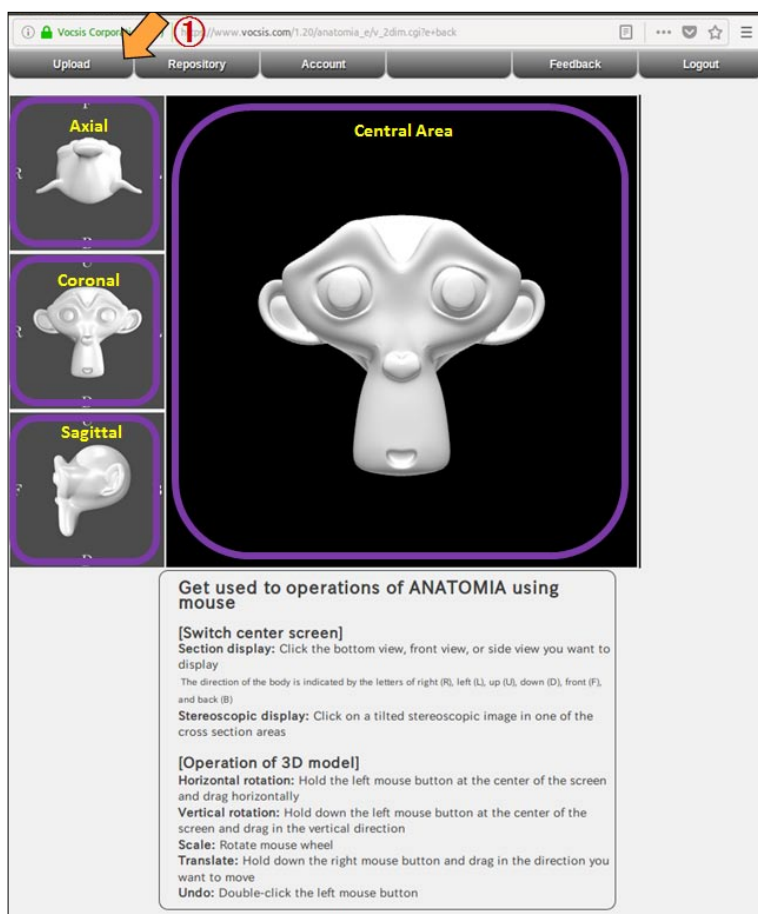 Vocsis Corpora
①
https://www.vocsis.com/1.20/anatomia_e/v_2dim.cgi?e+back
Upload Repository Account Feedback Logout
Axial
R
Central Area
Coronal
R
Sagittal
F
Get used to operations of ANATOMIA using
mouse
[Switch center screen]
Section display: Click the bottom view, front view, or side view you want to
display
The direction of the body is indicated by the letters of right (R), left (L), up (U), down (D), front (F),
and back (B)
Stereoscopic display: Click on a tilted stereoscopic image in one of the
cross section areas
[Operation of 3D model]
Horizontal rotation: Hold the left mouse button at the center of the screen
and drag horizontally
Vertical rotation: Hold down the left mouse button at the center of the
screen and drag in the vertical direction
Scale: Rotate mouse wheel
Translate: Hold down the right mouse button and drag in the direction you
want to move
Undo: Double-click the left mouse button